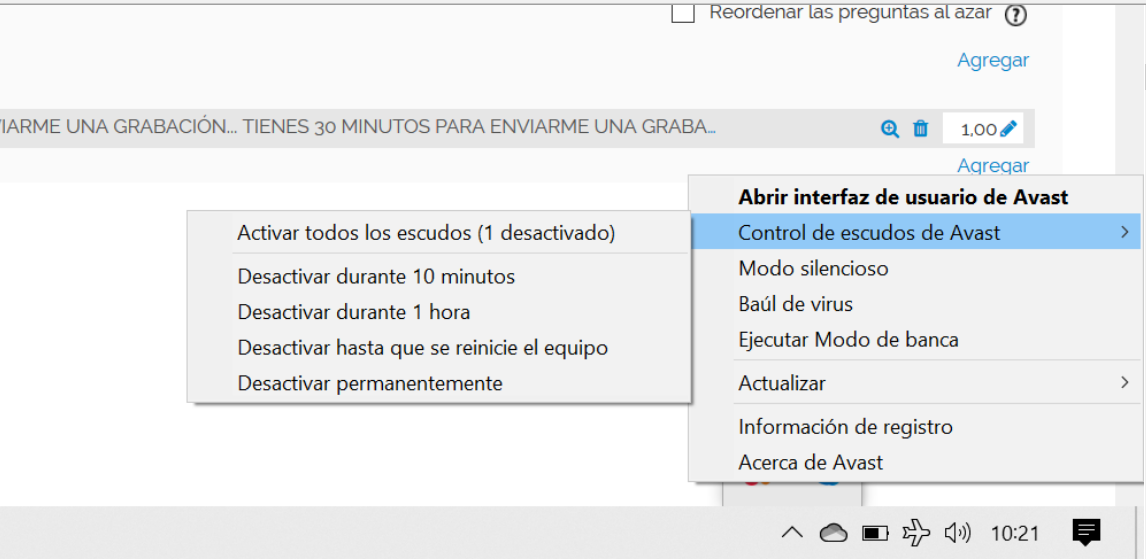 Reordenar las preguntas al azar
Agregar
IARME UNA GRABACIÓN... TIENES 30 MINUTOS PARA ENVIARME UNA GRABA...
1,00
Agregar
Abrir interfaz de usuario de Avast
Control de escudos de Avast
Modo silencioso
Baúl de virus
Ejecutar Modo de banca
Actualizar
Información de registro
Acerca de Avast
Activar todos los escudos (1 desactivado)
Desactivar durante 10 minutos
Desactivar durante 1 hora
Desactivar hasta que se reinicie el equipo
Desactivar permanentemente
10:21